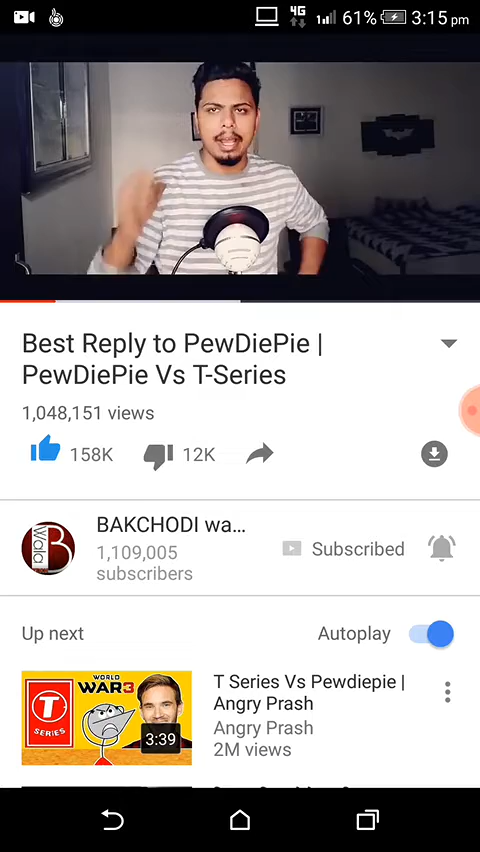 4G 61% 3:15 pm
Best Reply to PewDiePie |
PewDiePie Vs T-Series
1,048,151 views
158K 12K
BAKCHODI wa...
1,109,005
subscribers
Subscribed
Wala
B
Up next Autoplay
T Series Vs Pewdiepie |
Angry Prash
Angry Prash
2M views
WORLD
WAR3
T
SERIES
3:39